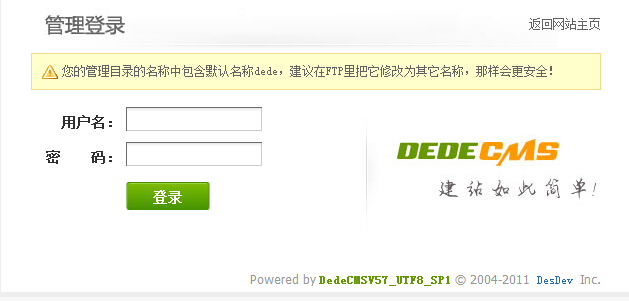 管理登录
返回网站主页
您的管理目录的名称中包含默认名称dede，建议在FTP里把它修改为其它名称，那样会更安全！
用户名：
密 码：
登录
DEDECMS
建站如此简单！
Powered by DedeCMSV57_UTF8_SP1 © 2004-2011 DesDev Inc.